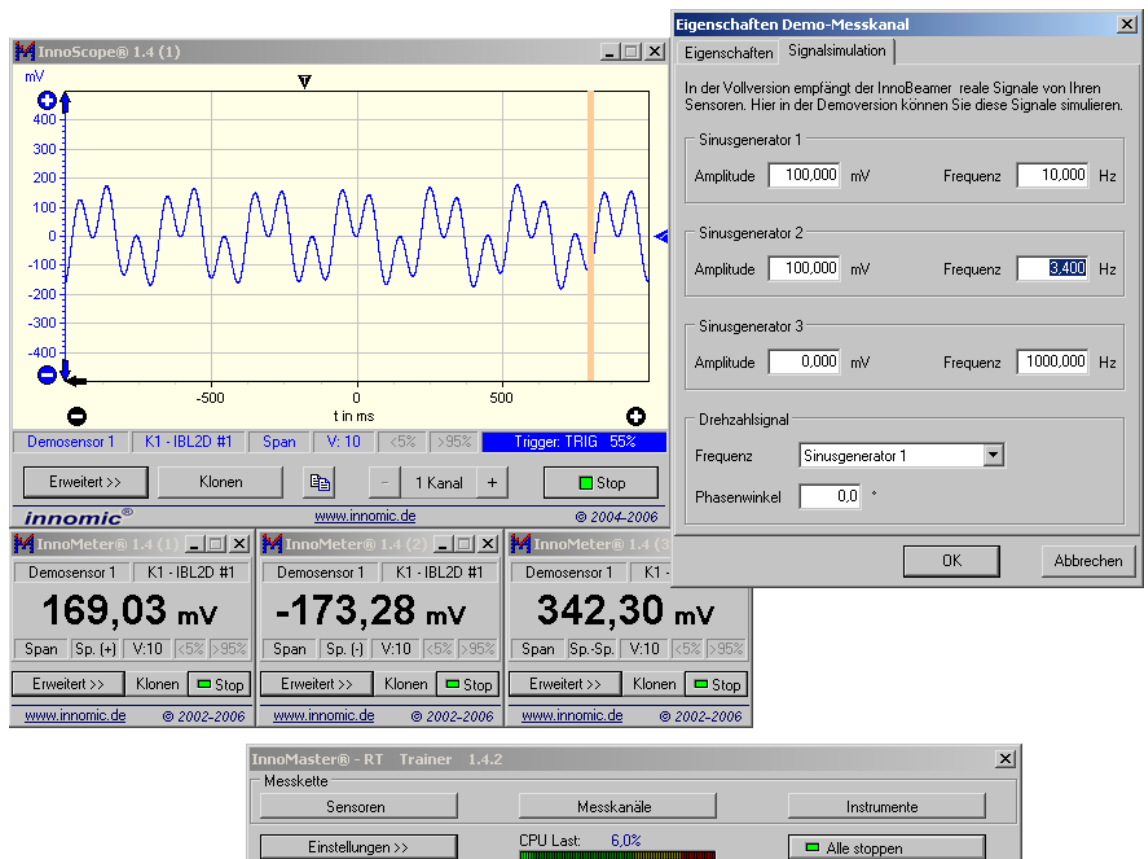 InnoScope® 1.4 (1)
mV
T
400
300
200
100
0
-100
-200
-300
-400
-500
0
500
t in ms
Demosensor 1
K1 - IBL2D #1
Span
V: 10
<5%
>95%
Trigger: TRIG 55%
Erweitert >>
Klonen
-
1 Kanal
+
Stop
innomic®
www.innomic.de
© 2004-2006
Eigenschaften Demo-Messkanal
Eigenschaften
Signalsimulation
In der Vollversion empfängt der InnoBeamer reale Signale von Ihren
Sensoren. Hier in der Demoversion können Sie diese Signale simulieren.
Sinusgenerator 1
Amplitude 100,000 mV Frequenz 10,000 Hz
Sinusgenerator 2
Amplitude 100,000 mV Frequenz 3,400 Hz
Sinusgenerator 3
Amplitude 0,000 mV Frequenz 1000,000 Hz
Drehzahlsignal
Frequenz Sinusgenerator 1
Phasenwinkel 0,0 °
OK
Abbrechen
InnoMeter® 1.4 (1)
Demosensor 1
K1 - IBL2D #1
169,03 mV
Span
Sp. (+)
V:10
<5%
>95%
Erweitert >>
Klonen
Stop
www.innomic.de
© 2002-2006
InnoMeter® 1.4 (2)
Demosensor 1
K1 - IBL2D #1
-173,28 mV
Span
Sp. (-)
V:10
<5%
>95%
Erweitert >>
Klonen
Stop
www.innomic.de
© 2002-2006
InnoMeter® 1.4 (3
Demosensor 1
K1 -
342,30 mV
Span
Sp.-Sp.
V:10
<5%
>95%
Erweitert >>
Klonen
Stop
www.innomic.de
© 2002-2006
InnoMaster® - RT Trainer 1.4.2
Messkette
Sensoren
Messkanäle
Instrumente
Einstellungen >>
CPU Last: 6,0%
Alle stoppen